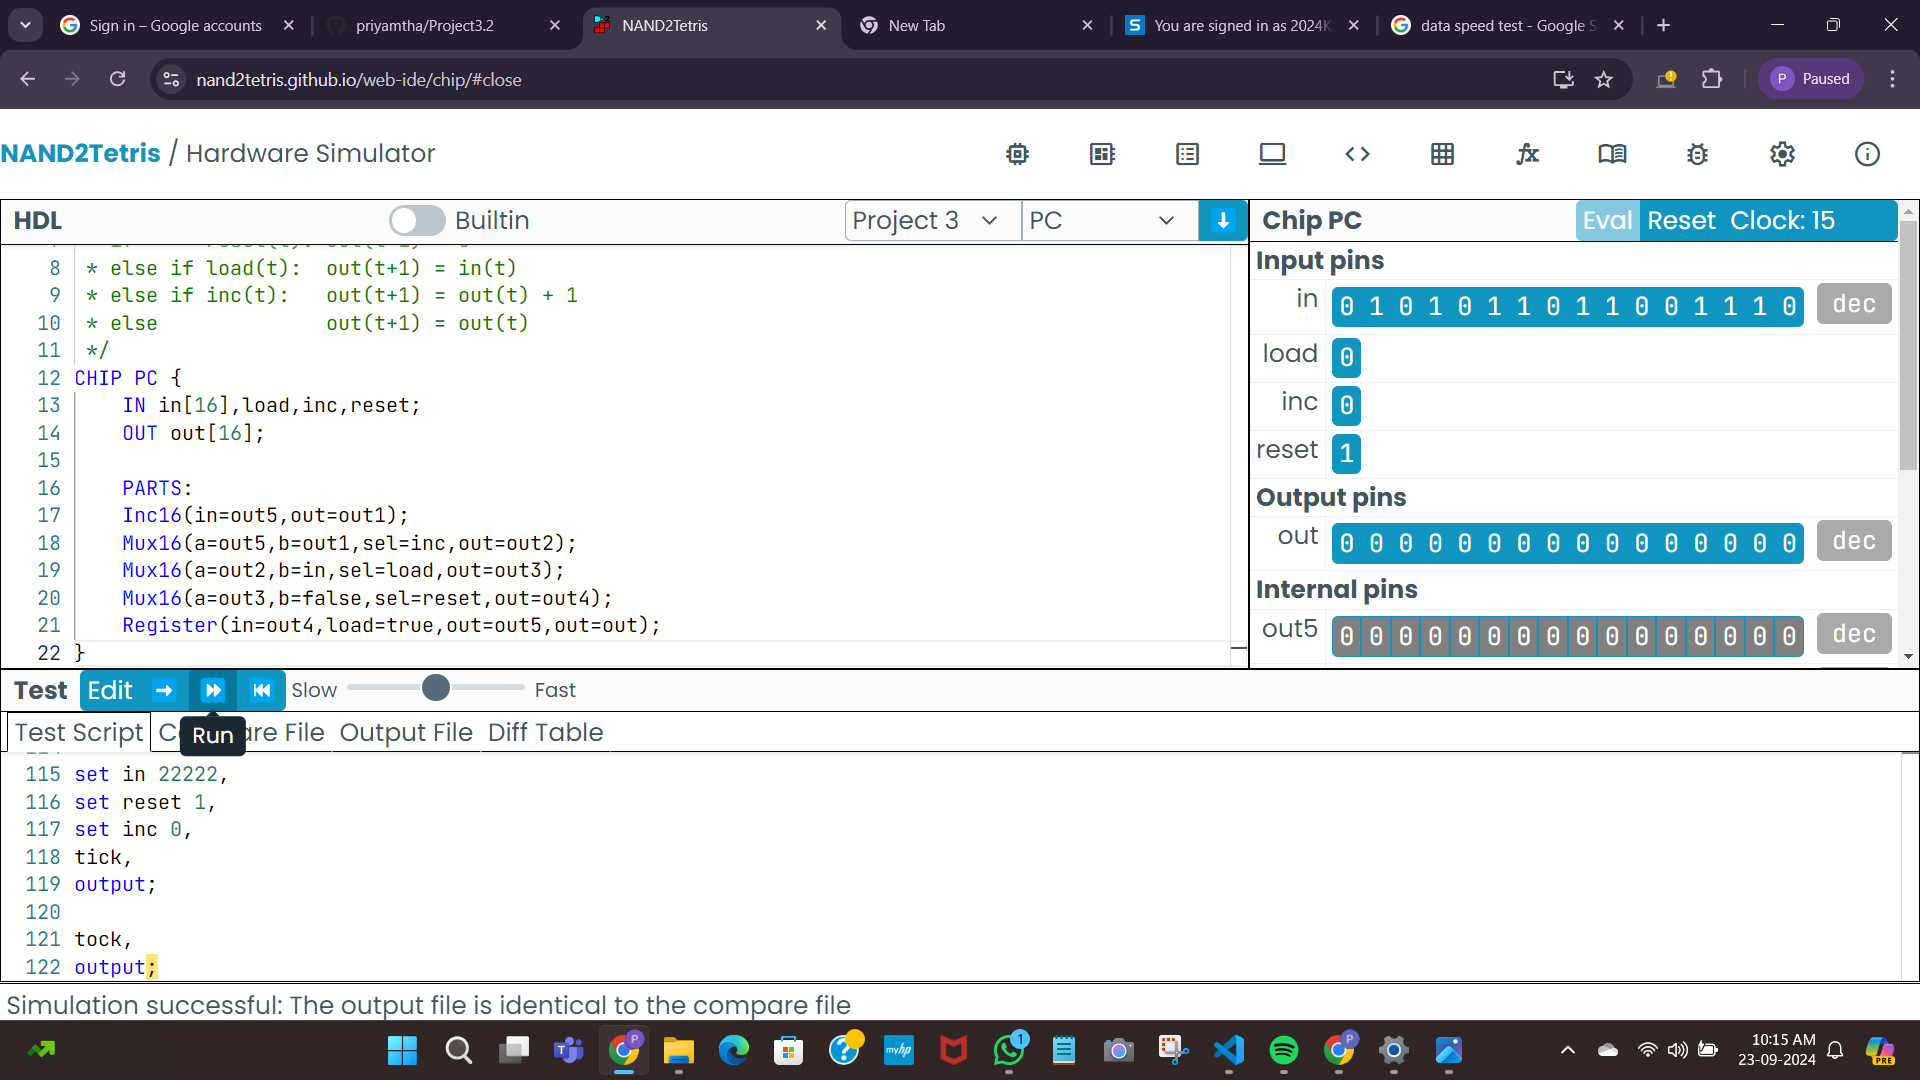 Sign in – Google accounts
priyamtha/Project3.2
NAND2Tetris
New Tab
You are signed in as 2024K
data speed test - Google S
nand2tetris.github.io/web-ide/chip/#close
P Paused
NAND2Tetris / Hardware Simulator
HDL Builtin Project 3 PC
8 * else if load(t): out(t+1) = in(t)
9 * else if inc(t): out(t+1) = out(t) + 1
10 * else out(t+1) = out(t)
11 */
12 CHIP PC {
13 IN in[16],load,inc,reset;
14 OUT out[16];
15
16 PARTS:
17 Inc16(in=out5,out=out1);
18 Mux16(a=out5,b=out1,sel=inc,out=out2);
19 Mux16(a=out2,b=in,sel=load,out=out3);
20 Mux16(a=out3,b=false,sel=reset,out=out4);
21 Register(in=out4,load=true,out=out5,out=out);
22 }
Chip PC Eval Reset Clock: 15
Input pins
in 0 1 0 1 0 1 1 0 1 1 0 0 1 1 1 0 dec
load 0
inc 0
reset 1
Output pins
out 0 0 0 0 0 0 0 0 0 0 0 0 0 0 0 0 dec
Internal pins
out5 0 0 0 0 0 0 0 0 0 0 0 0 0 0 0 0 dec
Test Edit Slow Fast
Test Script C are File Output File Diff Table
Run
115 set in 22222,
116 set reset 1,
117 set inc 0,
118 tick,
119 output;
120
121 tock,
122 output;
Simulation successful: The output file is identical to the compare file
10:15 AM
23-09-2024